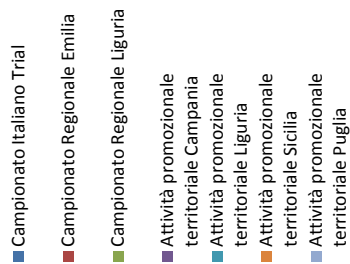 Campionato Italiano Trial
Campionato Regionale Emilia
Campionato Regionale Liguria
Attività promozionale
territoriale Campania
Attività promozionale
territoriale Liguria
Attività promozionale
territoriale Sicilia
Attività promozionale
territoriale Puglia